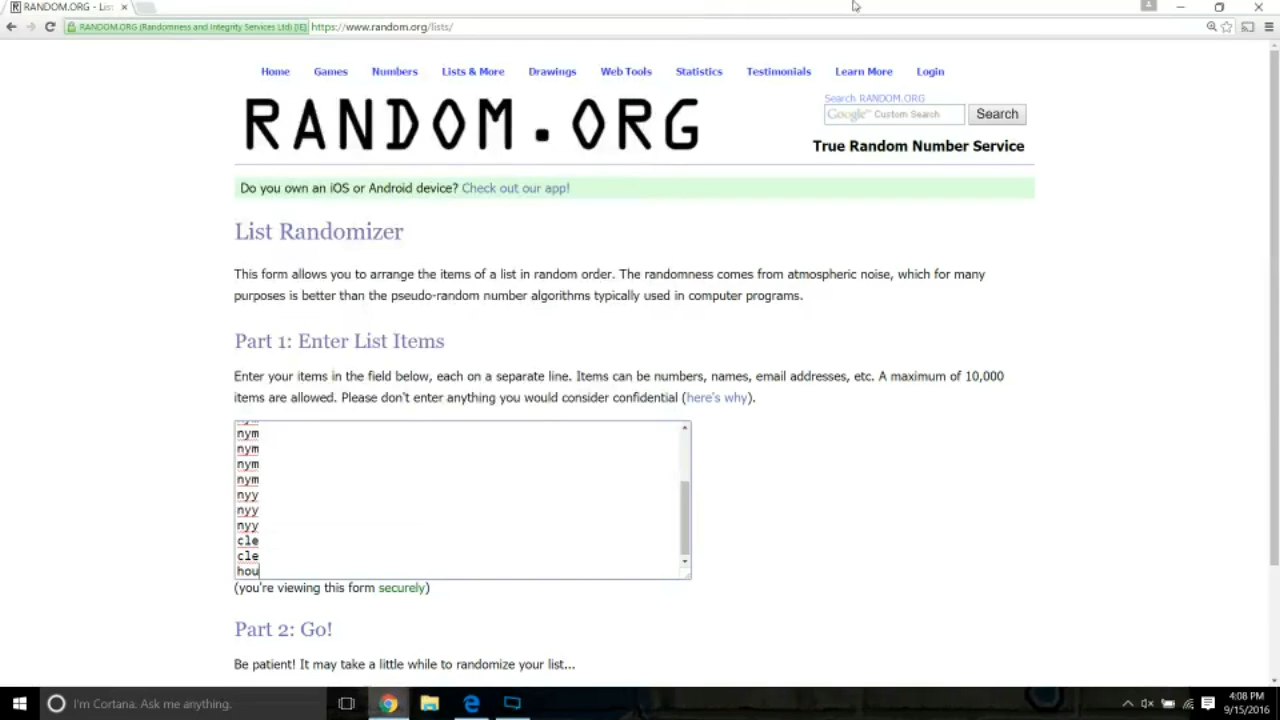 RANDOM.ORG - Lis
RANDOM.ORG (Randomness and Integrity Services Ltd) [IE] https://www.random.org/lists/
Home Games Numbers Lists & More Drawings Web Tools Statistics Testimonials Learn More Login
Search RANDOM.ORG
RANDOM.ORG
Google™ Custom Search Search
True Random Number Service
Do you own an iOS or Android device? Check out our app!
List Randomizer
This form allows you to arrange the items of a list in random order. The randomness comes from atmospheric noise, which for many
purposes is better than the pseudo-random number algorithms typically used in computer programs.
Part 1: Enter List Items
Enter your items in the field below, each on a separate line. Items can be numbers, names, email addresses, etc. A maximum of 10,000
items are allowed. Please don't enter anything you would consider confidential (here's why).
nym
nym
nym
nym
nyy
nyy
nyy
cle
cle
hou
(you're viewing this form securely)
Part 2: Go!
Be patient! It may take a little while to randomize your list...
I'm Cortana. Ask me anything.
4:08 PM
9/15/2016